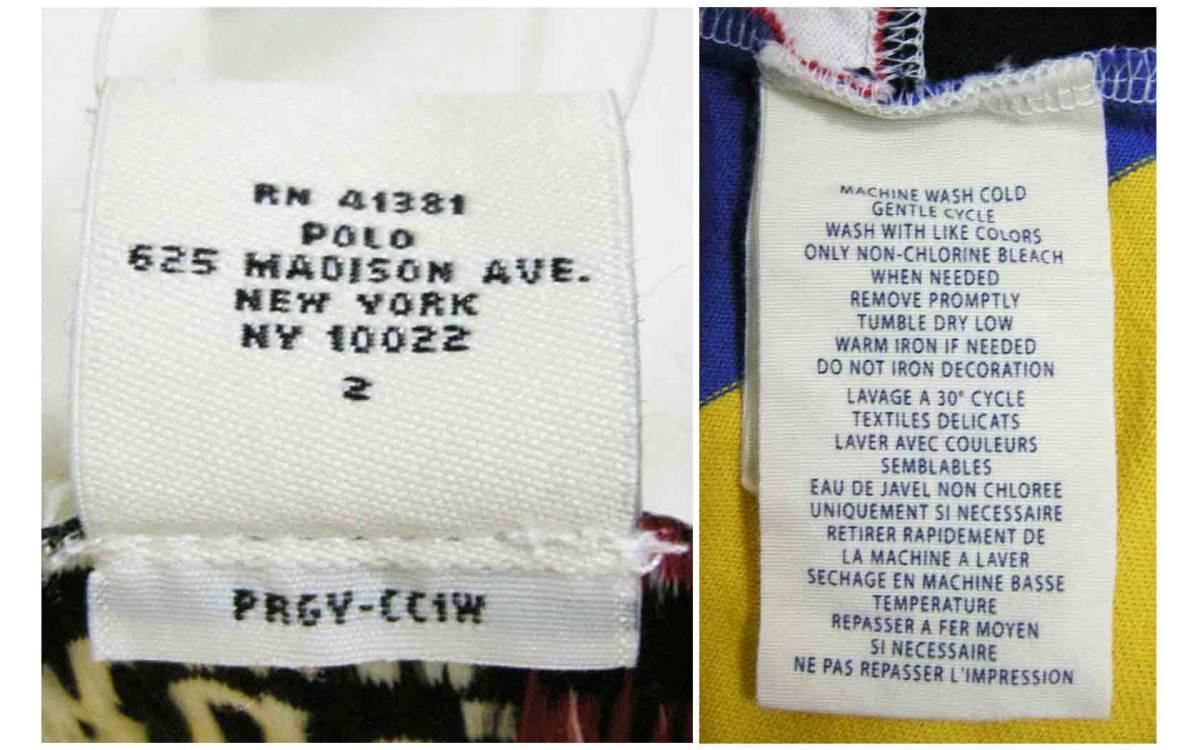 RN 41381
POLO
625 MADISON AVE.
NEW YORK
NY 10022
2
PRGY-CC1W
MACHINE WASH COLD
GENTLE CYCLE
WASH WITH LIKE COLORS
ONLY NON-CHLORINE BLEACH
WHEN NEEDED
REMOVE PROMPTLY
TUMBLE DRY LOW
WARM IRON IF NEEDED
DO NOT IRON DECORATION
LAVAGE A 30° CYCLE
TEXTILES DELICATS
LAVER AVEC COULEURS
SEMBLABLES
EAU DE JAVEL NON CHLOREE
UNIQUEMENT SI NECESSAIRE
RETIRER RAPIDEMENT DE
LA MACHINE A LAVER
SECHAGE EN MACHINE BASSE
TEMPERATURE
REPASSER A FER MOYEN
SI NECESSAIRE
NE PAS REPASSER L'IMPRESSION